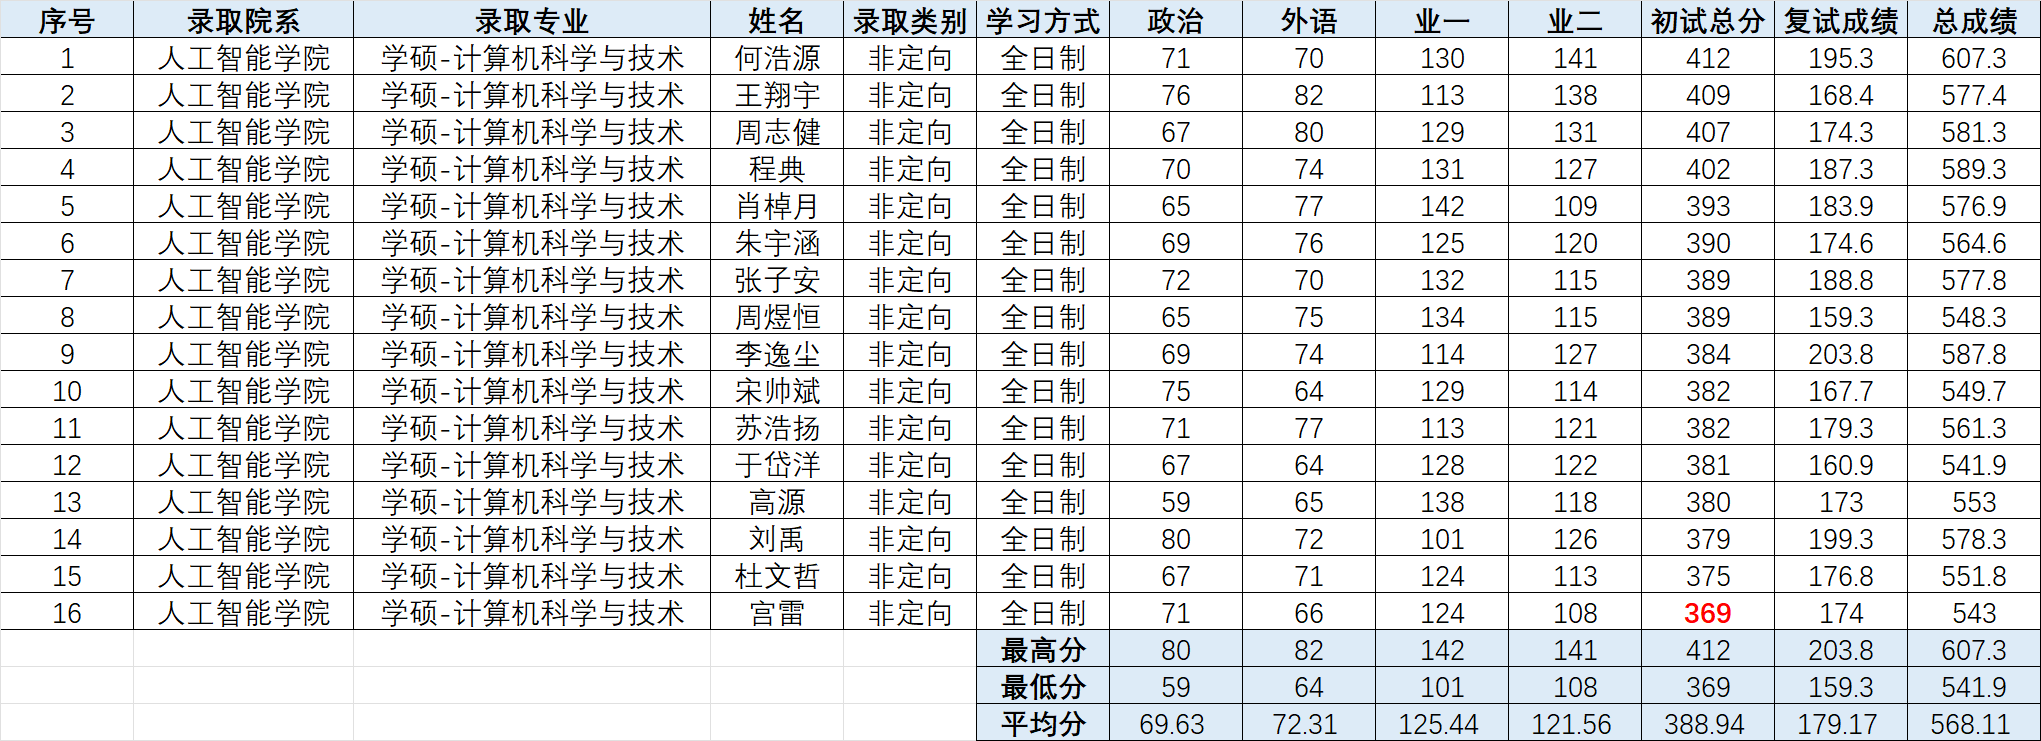 序号 录取院系 录取专业 姓名 录取类别 学习方式 政治 外语 业一 业二 初试总分 复试成绩 总成绩
1 人工智能学院 学硕-计算机科学与技术 何浩源 非定向 全日制 71 70 130 141 412 195.3 607.3
2 人工智能学院 学硕-计算机科学与技术 王翔宇 非定向 全日制 76 82 113 138 409 168.4 577.4
3 人工智能学院 学硕-计算机科学与技术 周志健 非定向 全日制 67 80 129 131 407 174.3 581.3
4 人工智能学院 学硕-计算机科学与技术 程典 非定向 全日制 70 74 131 127 402 187.3 589.3
5 人工智能学院 学硕-计算机科学与技术 肖棹月 非定向 全日制 65 77 142 109 393 183.9 576.9
6 人工智能学院 学硕-计算机科学与技术 朱宇涵 非定向 全日制 69 76 125 120 390 174.6 564.6
7 人工智能学院 学硕-计算机科学与技术 张子安 非定向 全日制 72 70 132 115 389 188.8 577.8
8 人工智能学院 学硕-计算机科学与技术 周煜恒 非定向 全日制 65 75 134 115 389 159.3 548.3
9 人工智能学院 学硕-计算机科学与技术 李逸尘 非定向 全日制 69 74 114 127 384 203.8 587.8
10 人工智能学院 学硕-计算机科学与技术 宋帅斌 非定向 全日制 75 64 129 114 382 167.7 549.7
11 人工智能学院 学硕-计算机科学与技术 苏浩扬 非定向 全日制 71 77 113 121 382 179.3 561.3
12 人工智能学院 学硕-计算机科学与技术 于岱洋 非定向 全日制 67 64 128 122 381 160.9 541.9
13 人工智能学院 学硕-计算机科学与技术 高源 非定向 全日制 59 65 138 118 380 173 553
14 人工智能学院 学硕-计算机科学与技术 刘禹 非定向 全日制 80 72 101 126 379 199.3 578.3
15 人工智能学院 学硕-计算机科学与技术 杜文哲 非定向 全日制 67 71 124 113 375 176.8 551.8
16 人工智能学院 学硕-计算机科学与技术 宫雷 非定向 全日制 71 66 124 108 369 174 543
最高分 80 82 142 141 412 203.8 607.3
最低分 59 64 101 108 369 159.3 541.9
平均分 69.63 72.31 125.44 121.56 388.94 179.17 568.11